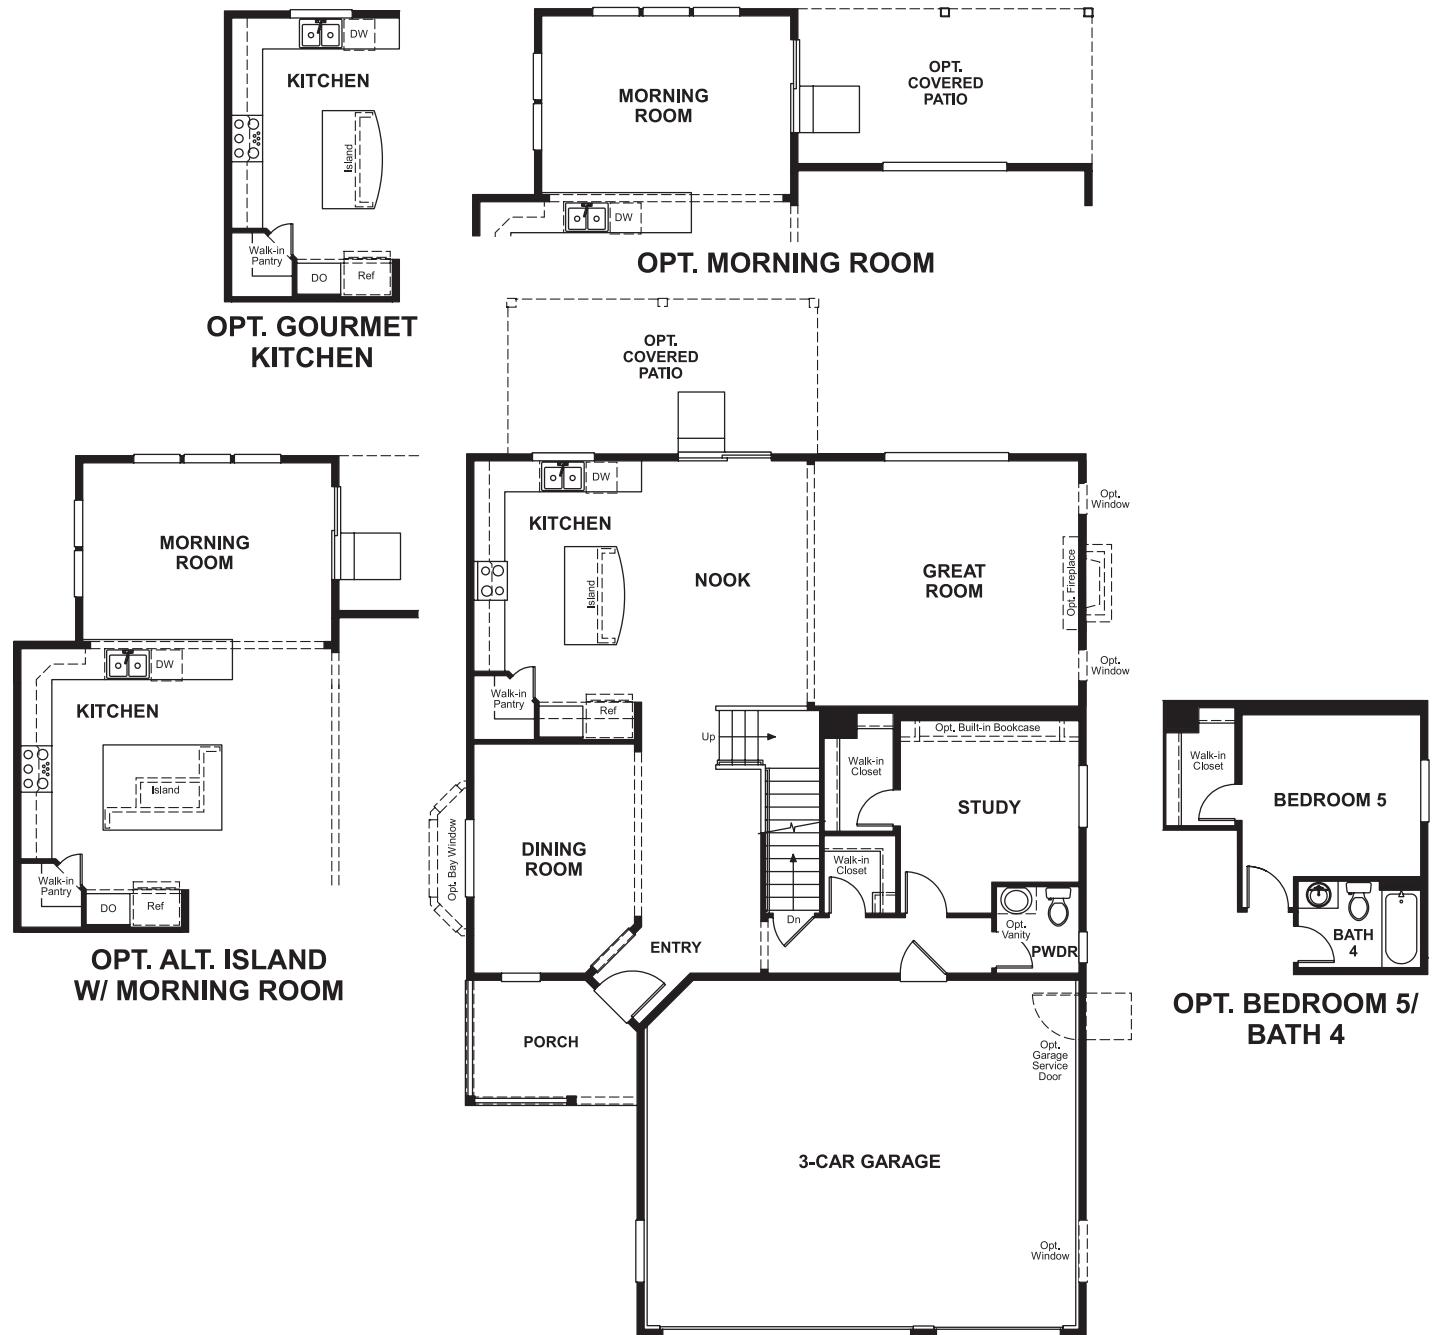 DW
KITCHEN
Island
Walk-in
Pantry
DO
Ref
OPT. GOURMET
KITCHEN
MORNING
ROOM
OPT.
COVERED
PATIO
DW
OPT. MORNING ROOM
OPT.
COVERED
PATIO
MORNING
ROOM
DW
KITCHEN
Island
Walk-in
Pantry
DO
Ref
OPT. ALT. ISLAND
W/ MORNING ROOM
DW
KITCHEN
Island
NOOK
GREAT
ROOM
Opt.
Window
Opt. Fireplace
Opt.
Window
Walk-in
Pantry
Ref
Up
Opt. Built-in Bookcase
Walk-in
Closet
STUDY
DINING
ROOM
Opt. Bay Window
Walk-in
Closet
Dn
Opt.
Vanity
PWDR
ENTRY
PORCH
Opt.
Garage
Service
Door
3-CAR GARAGE
Opt.
Window
Walk-in
Closet
BEDROOM 5
BATH
4
OPT. BEDROOM 5/
BATH 4